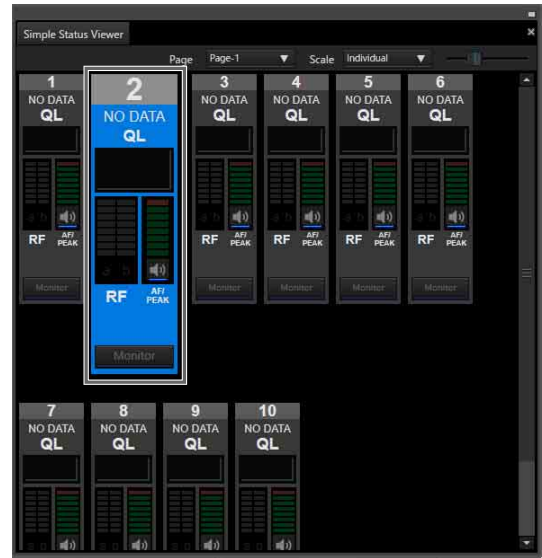 Simple Status Viewer
Page Page-1 Scale Individual
1 2 3 4 5 6
NO DATA NO DATA NO DATA NO DATA NO DATA NO DATA
QL QL QL QL QL QL
a b a b a b a b a b a b
RF AF/PEAK RF AF/PEAK RF AF/PEAK RF AF/PEAK RF AF/PEAK RF AF/PEAK
Monitor Monitor Monitor Monitor Monitor Monitor
7 8 9 10
NO DATA NO DATA NO DATA NO DATA
QL QL QL QL